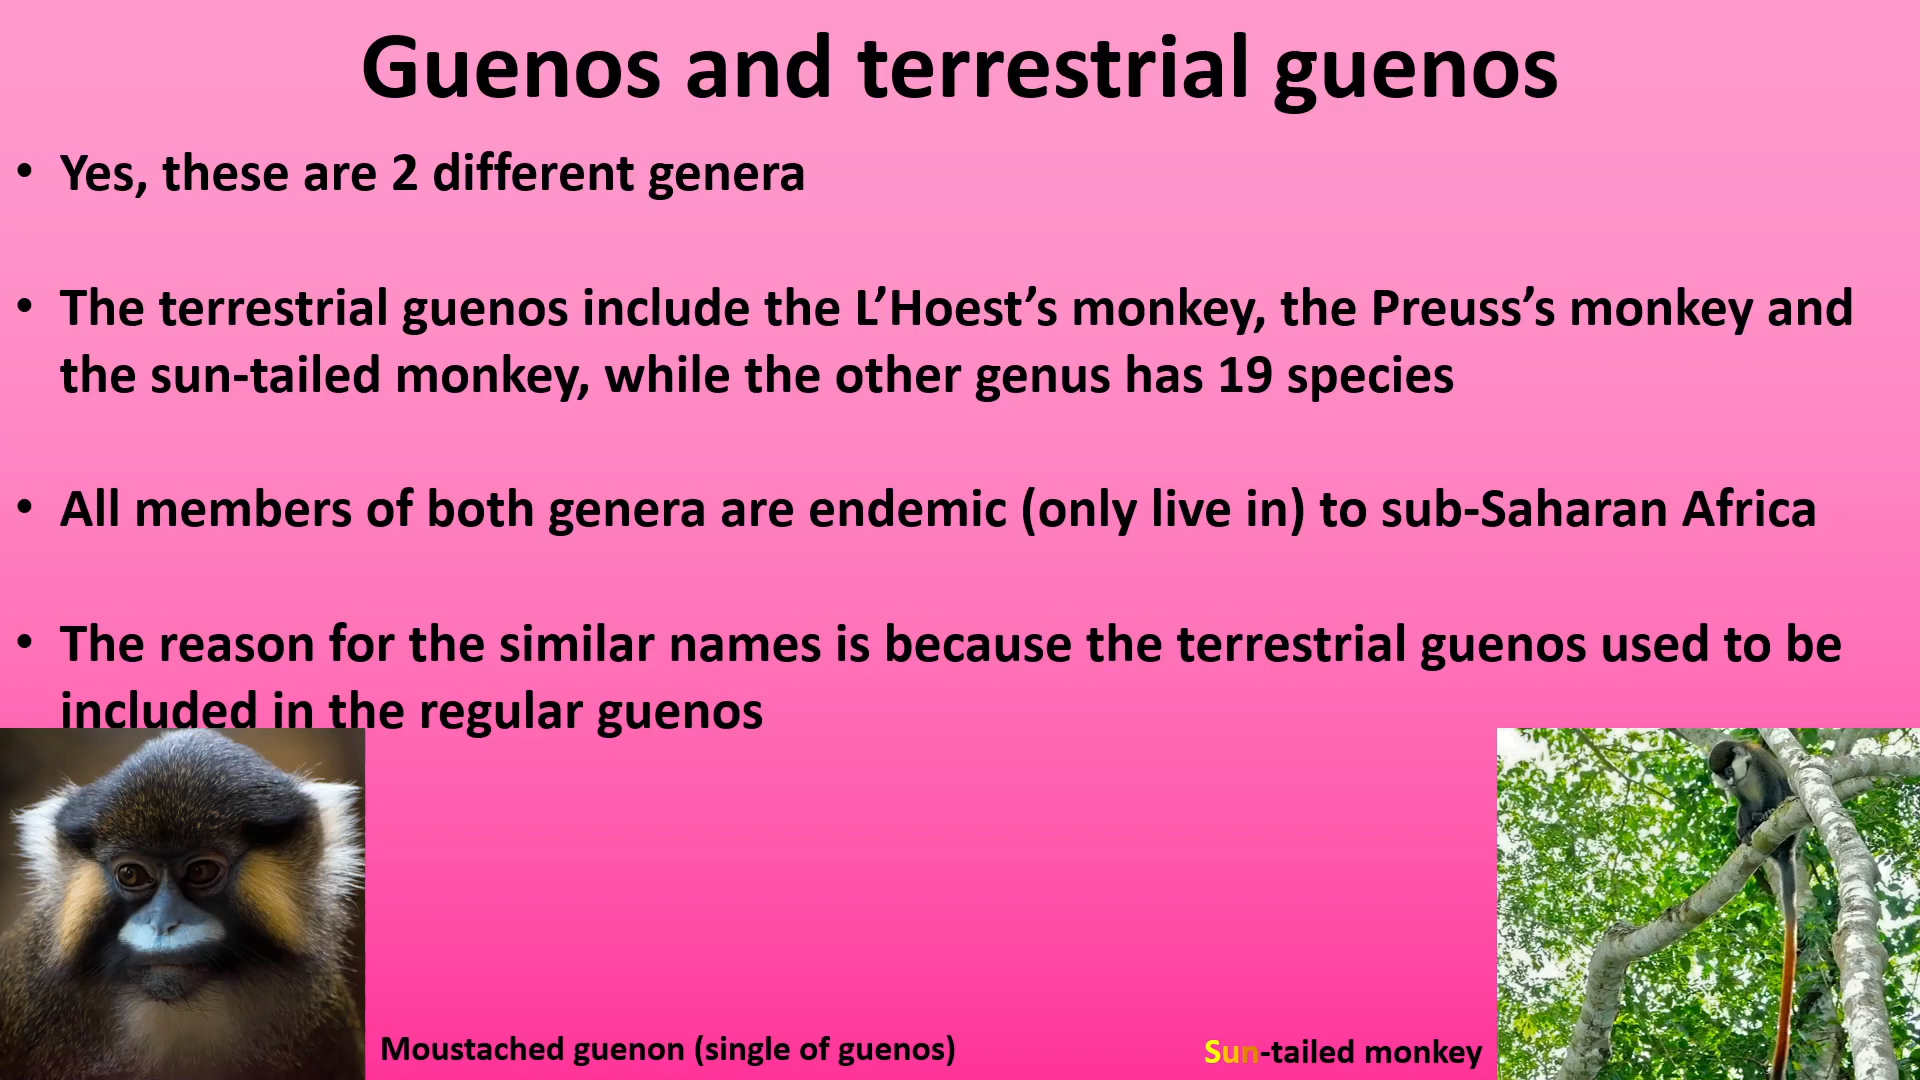 Guenos and terrestrial guenos
• Yes, these are 2 different genera
• The terrestrial guenos include the L’Hoest’s monkey, the Preuss’s monkey and
the sun-tailed monkey, while the other genus has 19 species
• All members of both genera are endemic (only live in) to sub-Saharan Africa
• The reason for the similar names is because the terrestrial guenos used to be
included in the regular guenos
Moustached guenon (single of guenos)
Sun-tailed monkey